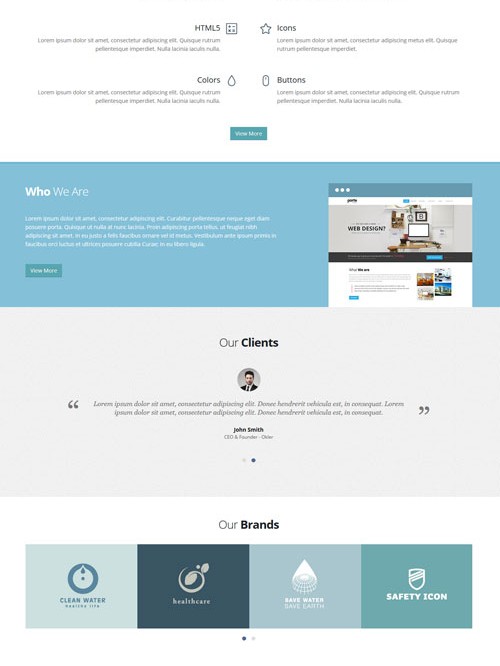 HTML5
Lorem ipsum dolor sit amet, consectetur adipiscing elit. Quisque rutrum
pellentesque imperdiet. Nulla lacinia iaculis nulla.
Icons
Lorem ipsum dolor sit amet, consectetur adipiscing metus elit. Quisque
rutrum pellentesque imperdiet.
Colors
Lorem ipsum dolor sit amet, consectetur adipiscing elit. Quisque rutrum
pellentesque imperdiet. Nulla lacinia iaculis nulla.
Buttons
Lorem ipsum dolor sit amet, consectetur adipiscing elit. Quisque rutrum
pellentesque imperdiet. Nulla lacinia iaculis nulla.
View More
Who We Are
Lorem ipsum dolor sit amet, consectetur adipiscing elit. Curabitur pellentesque neque eget diam
posuere porta. Quisque ut nulla at nunc lacinia. Proin adipiscing porta tellus, ut feugiat nibh
adipiscing sit amet. In eu justo a felis faucibus ornare vel id metus. Vestibulum ante ipsum primis in
faucibus orci luctus et ultrices posuere cubilia Curae; In eu libero ligula.
View More
porto
WEB DESIGN?
Who We are
Our Clients
“ Lorem ipsum dolor sit amet, consectetur adipiscing elit. Donec hendrerit vehicula est, in consequat. Lorem
ipsum dolor sit amet, consectetur adipiscing elit. Donec hendrerit vehicula est, in consequat. ”
John Smith
CEO & Founder - Okler
Our Brands
CLEAN WATER
healthy life
healthcare
SAVE WATER
SAVE EARTH
SAFETY ICON